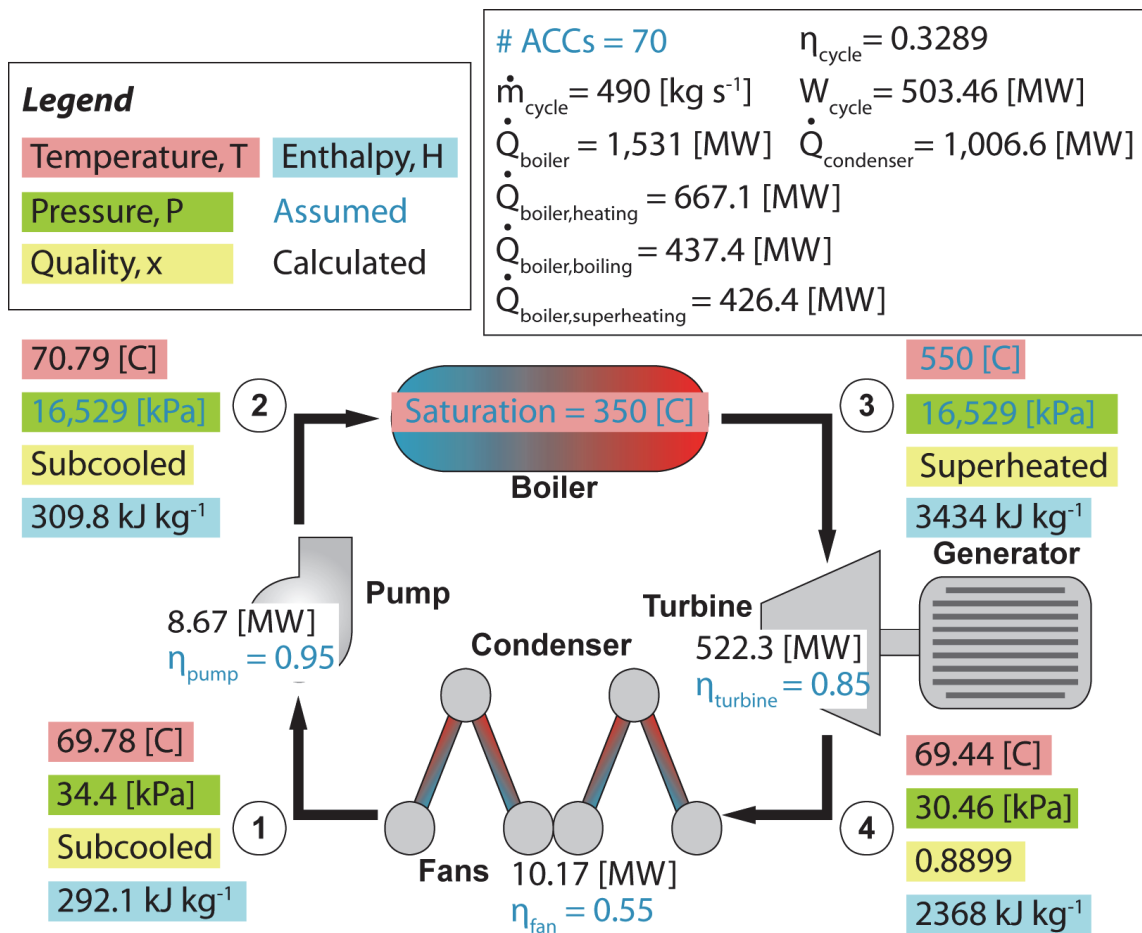 # ACCs = 70
η_cycle = 0.3289
ṁ_cycle = 490 [kg s⁻¹]
W_cycle = 503.46 [MW]
Q̇_boiler = 1,531 [MW]
Q̇_condenser = 1,006.6 [MW]
Q̇_boiler,heating = 667.1 [MW]
Q̇_boiler,boiling = 437.4 [MW]
Q̇_boiler,superheating = 426.4 [MW]
Legend
Temperature, T
Enthalpy, H
Pressure, P
Assumed
Quality, x
Calculated
70.79 [C]
16,529 [kPa]
Subcooled
309.8 kJ kg⁻¹
2
Saturation = 350 [C]
Boiler
3
550 [C]
16,529 [kPa]
Superheated
3434 kJ kg⁻¹
Generator
Pump
8.67 [MW]
η_pump = 0.95
Condenser
Turbine
522.3 [MW]
η_turbine = 0.85
69.78 [C]
34.4 [kPa]
Subcooled
292.1 kJ kg⁻¹
1
Fans
10.17 [MW]
η_fan = 0.55
4
69.44 [C]
30.46 [kPa]
0.8899
2368 kJ kg⁻¹